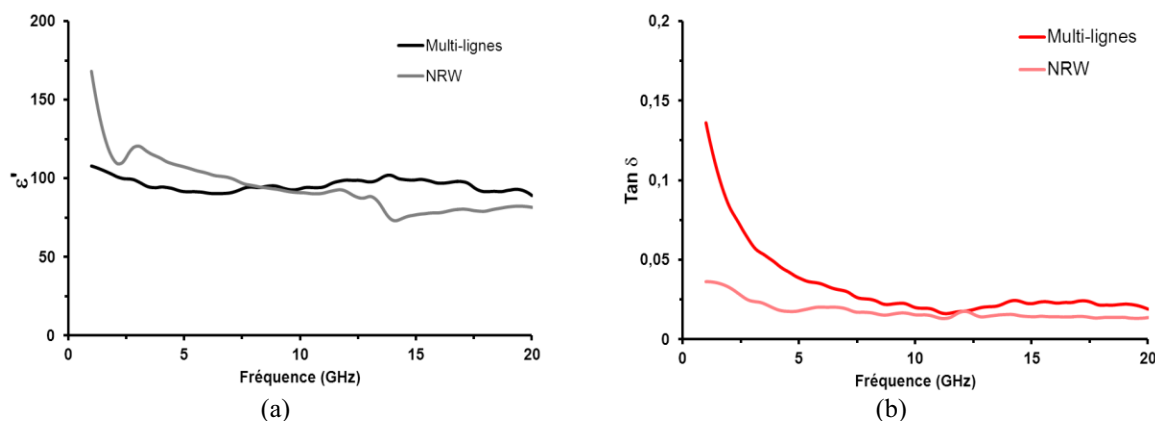 200
150
100
50
0
ε'
0
5
10
15
20
Fréquence (GHz)
Multi-lignes
NRW
(a)
0,2
0,15
0,1
0,05
0
Tan δ
0
5
10
15
20
Fréquence (GHz)
Multi-lignes
NRW
(b)